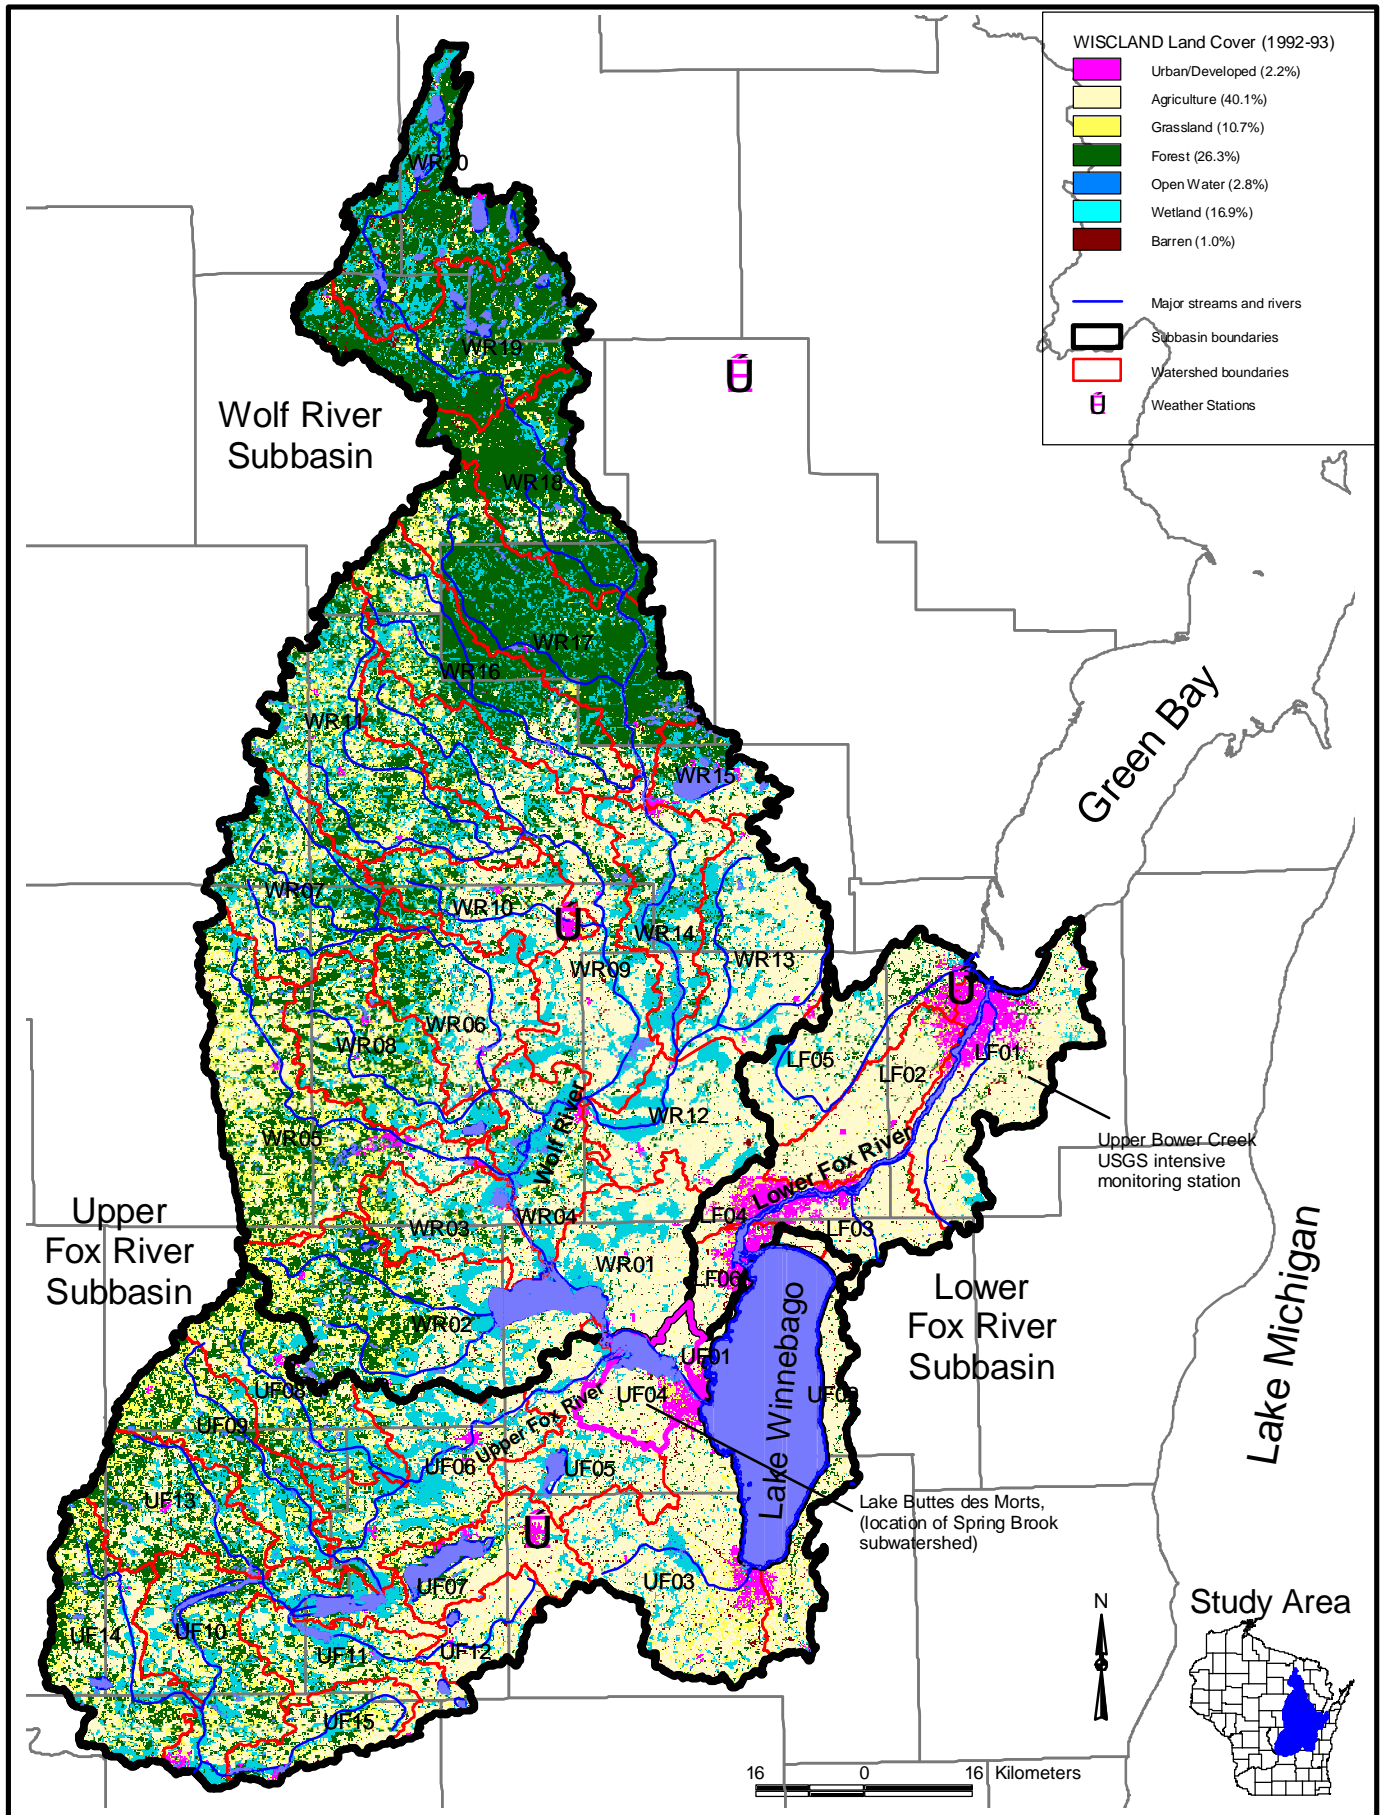 WISCLAND Land Cover (1992-93)
Urban/Developed (2.2%)
Agriculture (40.1%)
Grassland (10.7%)
Forest (26.3%)
Open Water (2.8%)
Wetland (16.9%)
Barren (1.0%)
Major streams and rivers
Subbasin boundaries
Watershed boundaries
Ú
Weather Stations
WR20
WR19
Ú
Wolf River
Subbasin
WR18
WR17
WR16
WR11
WR15
Green Bay
WR07
WR10
Ú
WR14
WR09
WR13
Ú
WR06
WR08
LF05
LF02
LF01
WR12
Wolf River
WR05
Lower Fox River
Upper Bower Creek
USGS intensive
monitoring station
Upper
Fox River
Subbasin
WR03
WR04
LF04
LF03
WR01
LF06
Lower
Fox River
Subbasin
Lake Michigan
WR02
Lake Winnebago
UF01
UF08
UF04
UF09
Upper Fox River
UF06
UF05
UF13
Lake Buttes des Morts,
(location of Spring Brook
subwatershed)
Ú
UF07
UF03
UF14
UF10
UF11
UF12
UF15
N
Study Area
16 0 16 Kilometers